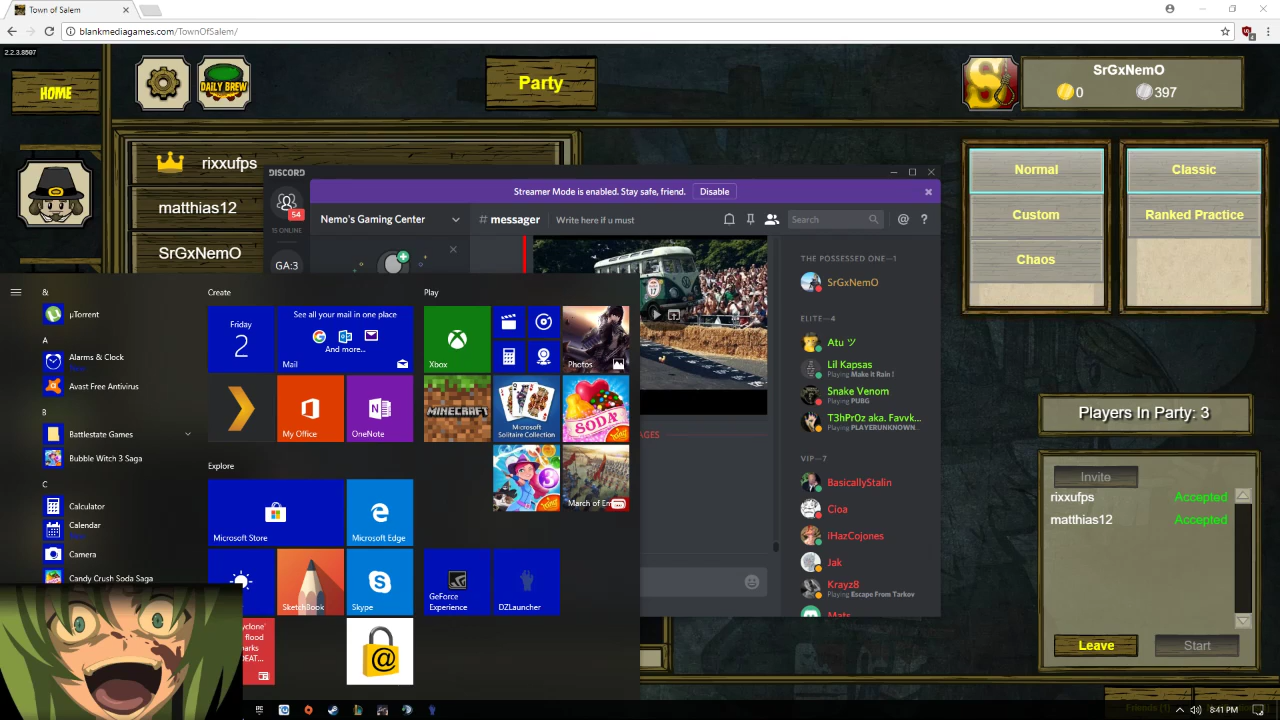 Town of Salem
blankmediagames.com/TownOfSalem/
2.2.3.8607
HOME
DAILY BREW
Party
SrGxNemO
0
397
rixxufps
matthias12
SrGxNemO
Normal
Custom
Chaos
Classic
Ranked Practice
Players In Party: 3
Invite
rixxufps Accepted
matthias12 Accepted
Leave
Start
DISCORD
54
15 ONLINE
GA:3
Streamer Mode is enabled. Stay safe, friend. Disable
Nemo's Gaming Center
# messager Write here if u must
Search
THE POSSESSED ONE—1
SrGxNemO
ELITE—4
Atu ツ
Lil Kapsas
Playing Make it Rain !
Snake Venom
Playing PUBG
T3hPr0z aka. Favvk...
Playing PLAYERUNKNOWN...
VIP—7
BasicallyStalin
Cloa
iHazCojones
Jak
Krayz8
Playing Escape From Tarkov
Mats
17
AGES
&
µTorrent
A
Alarms & Clock
Avast Free Antivirus
B
Battlestate Games
Bubble Witch 3 Saga
C
Calculator
Calendar
Camera
Candy Crush Soda Saga
Create
Friday
2
See all your mail in one place
And more...
Mail
My Office
OneNote
Explore
Microsoft Store
Microsoft Edge
SketchBook
Skype
flood
Play
Xbox
Photos
MINECRAFT
Microsoft
Solitaire Collection
SODA
March of Em
GeForce
Experience
DZLauncher
8:41 PM